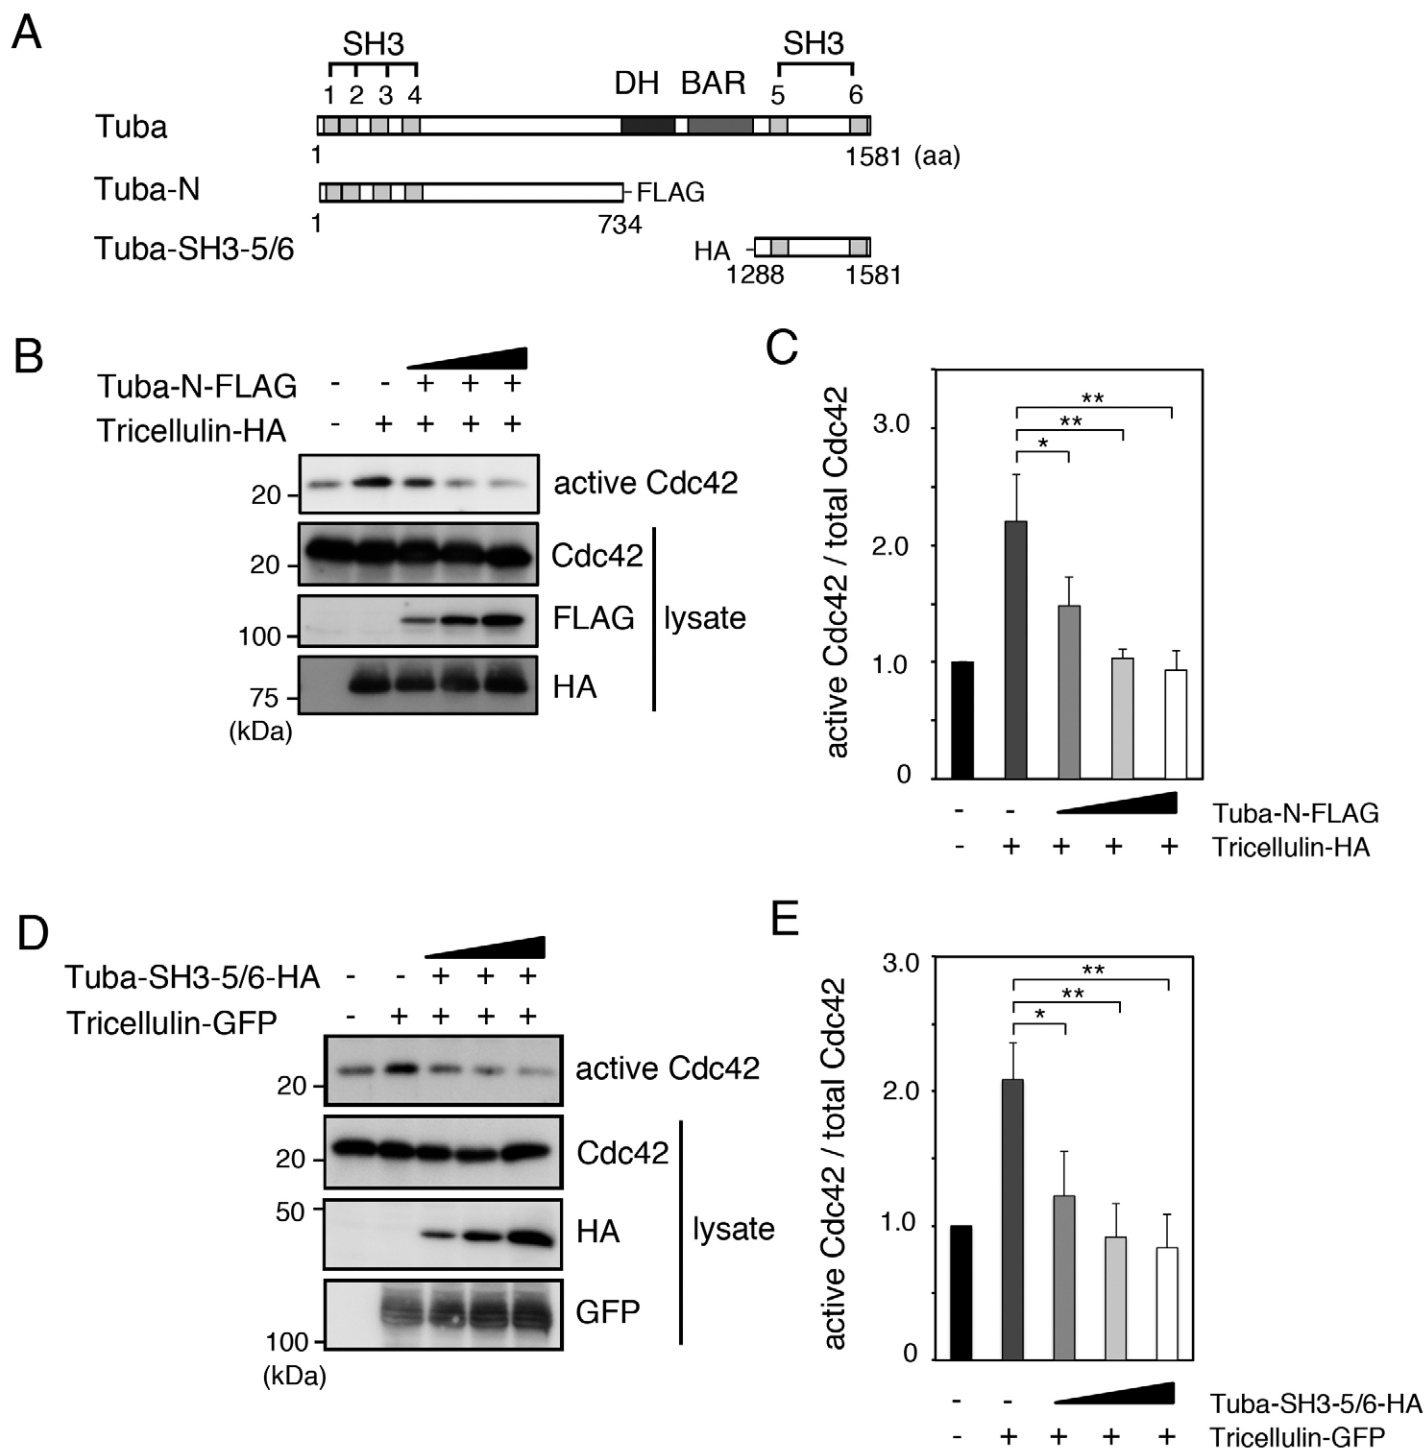 A
SH3 SH3
1 2 3 4 DH BAR 5 6
Tuba
1 1581 (aa)
Tuba-N FLAG
1 734
Tuba-SH3-5/6 HA
1288 1581
B
Tuba-N-FLAG - - + + +
Tricellulin-HA - + + + +
20 active Cdc42
20 Cdc42
100 FLAG
75 HA
lysate
(kDa)
C
active Cdc42 / total Cdc42
3.0
2.0
1.0
0
**
**
*
- - Tuba-N-FLAG
- + + + + Tricellulin-HA
D
Tuba-SH3-5/6-HA - - + + +
Tricellulin-GFP - + + + +
20 active Cdc42
20 Cdc42
50 HA
100 GFP
lysate
(kDa)
E
active Cdc42 / total Cdc42
3.0
2.0
1.0
0
**
**
*
- - Tuba-SH3-5/6-HA
- + + + + Tricellulin-GFP